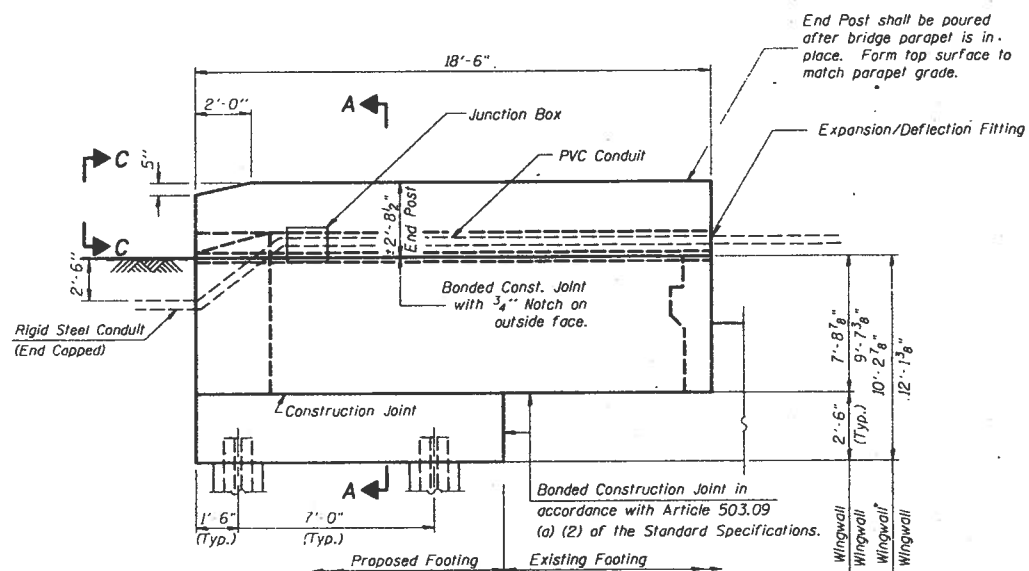 End Post shall be poured
after bridge parapet is in
place. Form top surface to
match parapet grade.
18'-6"
2'-0"
A
Junction Box
Expansion/Deflection Fitting
C
5"
PVC Conduit
±2'-8½"
End Post
C
2'-6"
Bonded Const. Joint
with ¾" Notch on
outside face.
Rigid Steel Conduit
(End Capped)
7'-8⅞"
9'-7⅜"
10'-2⅞"
12'-1⅜"
Construction Joint
2'-6"
(Typ.)
A
Bonded Construction Joint in
accordance with Article 503.09
(a) (2) of the Standard Specifications.
1'-6"
(Typ.)
7'-0"
(Typ.)
Wingwall
Wingwall
Wingwall
Wingwall
Proposed Footing
Existing Footing